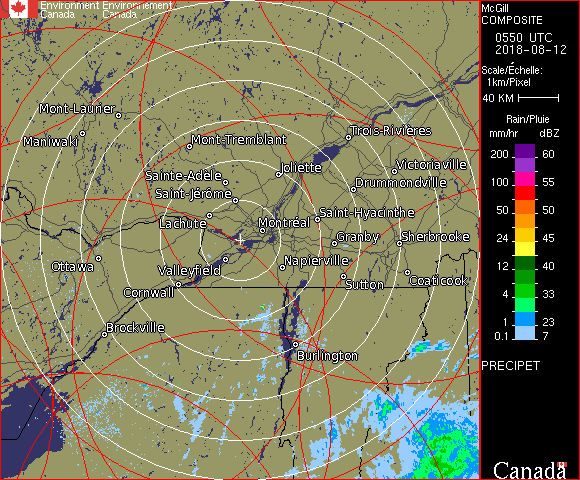 Environment Environnement
Canada Canada
McGill
COMPOSITE
0550 UTC
2018-08-12
Scale/Échelle:
1km/Pixel
40 KM
Rain/Pluie
mm/hr dBZ
200 60
150 57
100 55
50 50
24 45
12 40
4 33
1 23
0.1 7
PRECIPET
Canada
Mont-Laurier
Maniwaki
Mont-Tremblant
Trois-Rivières
Joliette
Victoriaville
Sainte-Adèle
Drummondville
Saint-Jérôme
Saint-Hyacinthe
Lachute
Montréal
Granby
Sherbrooke
Ottawa
Valleyfield
Napierville
Coaticook
Cornwall
Sutton
Brockville
Burlington